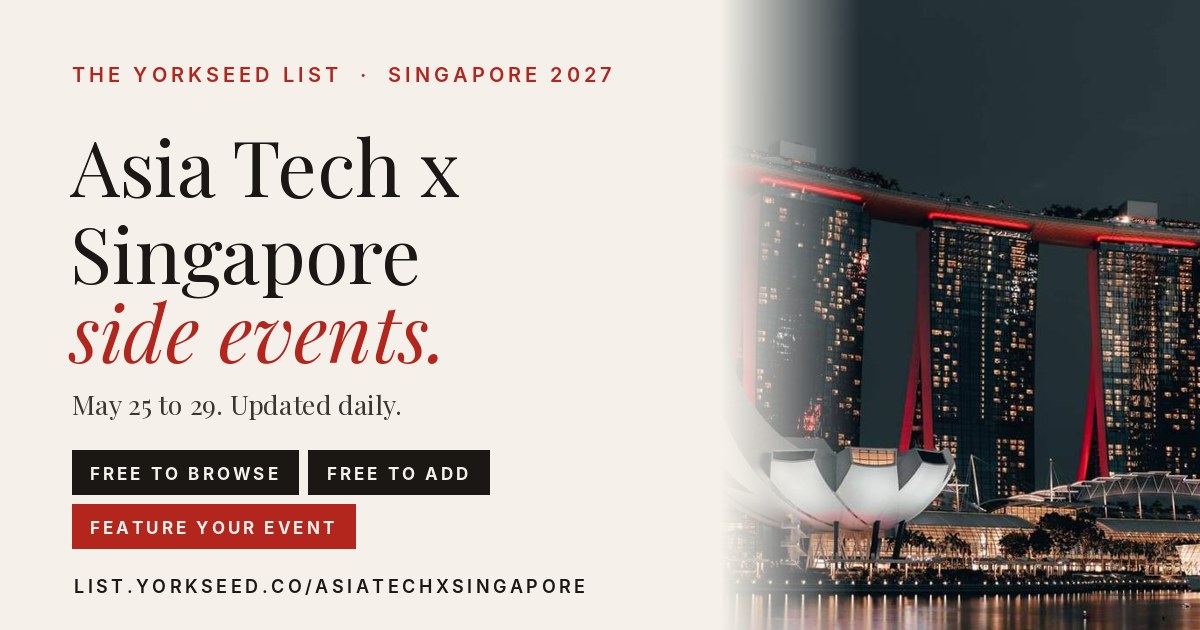 THE YORKSEED LIST · SINGAPORE 2027
Asia Tech x
Singapore
side events.
May 25 to 29. Updated daily.
FREE TO BROWSE
FREE TO ADD
FEATURE YOUR EVENT
LIST.YORKSEED.CO/ASIATECHXSINGAPORE